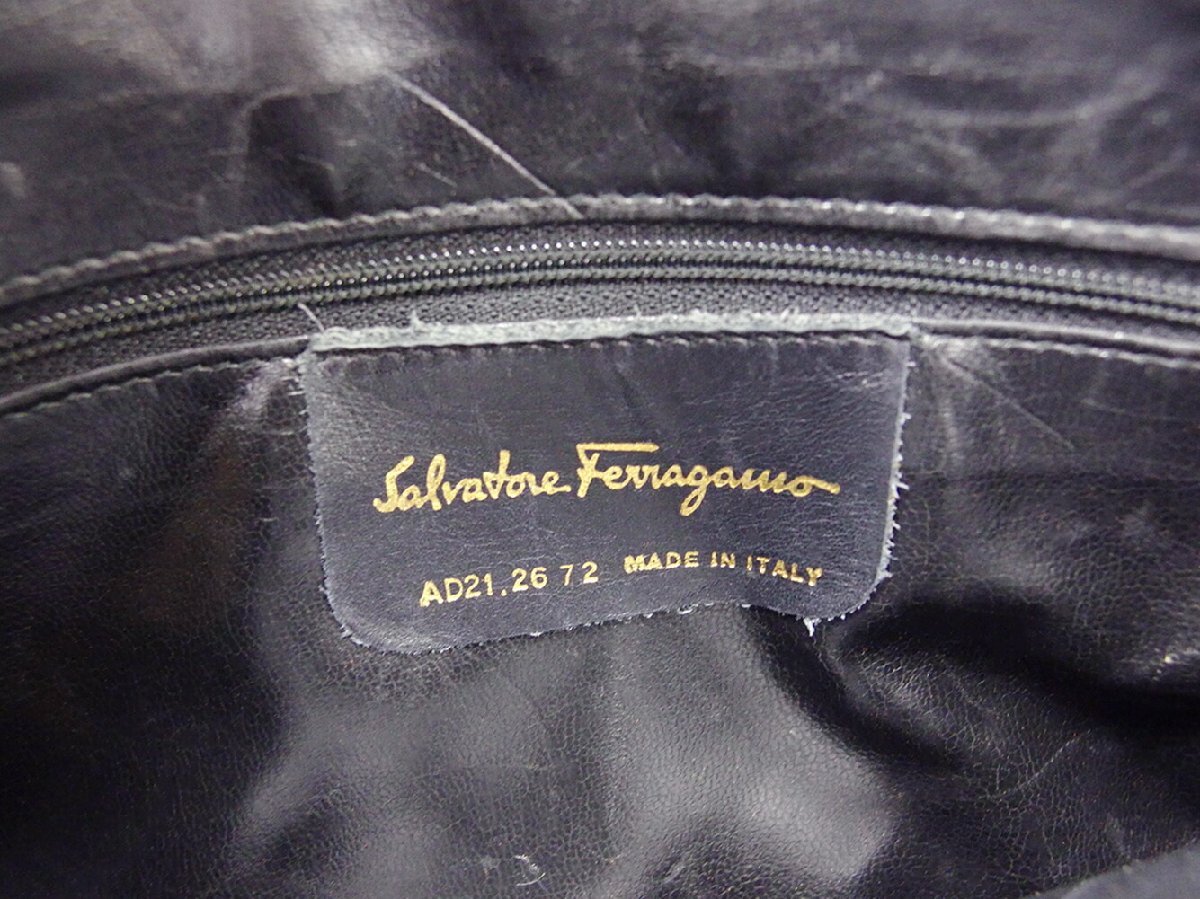 Salvatore Ferragamo
AD21.26 72 MADE IN ITALY